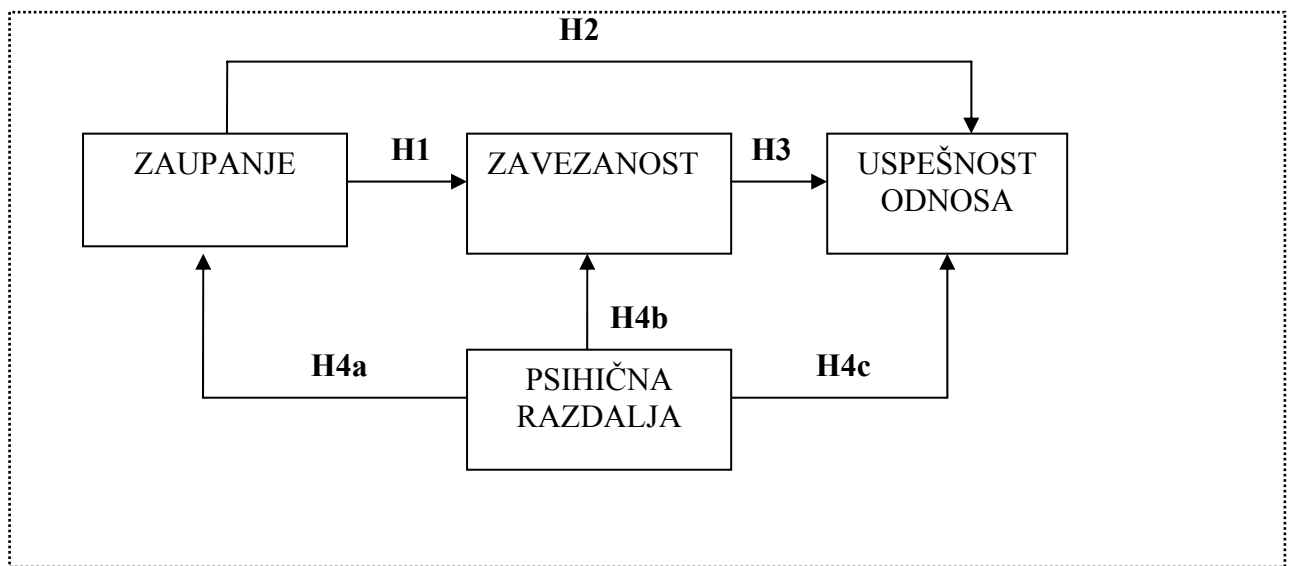 H2
ZAUPANJE
H1
ZAVEZANOST
H3
USPEŠNOST
ODNOSA
H4b
H4a
PSIHIČNA
RAZDALJA
H4c